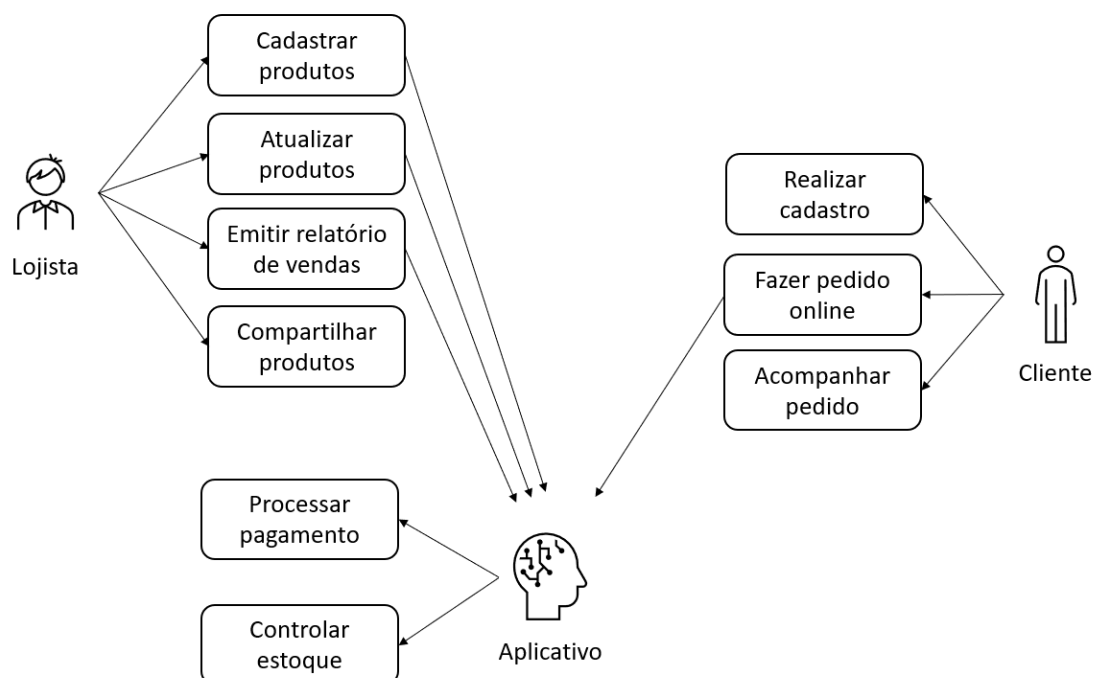 Cadastrar
produtos
Atualizar
produtos
Emitir relatório
de vendas
Compartilhar
produtos
Lojista
Realizar
cadastro
Fazer pedido
online
Acompanhar
pedido
Cliente
Processar
pagamento
Controlar
estoque
Aplicativo